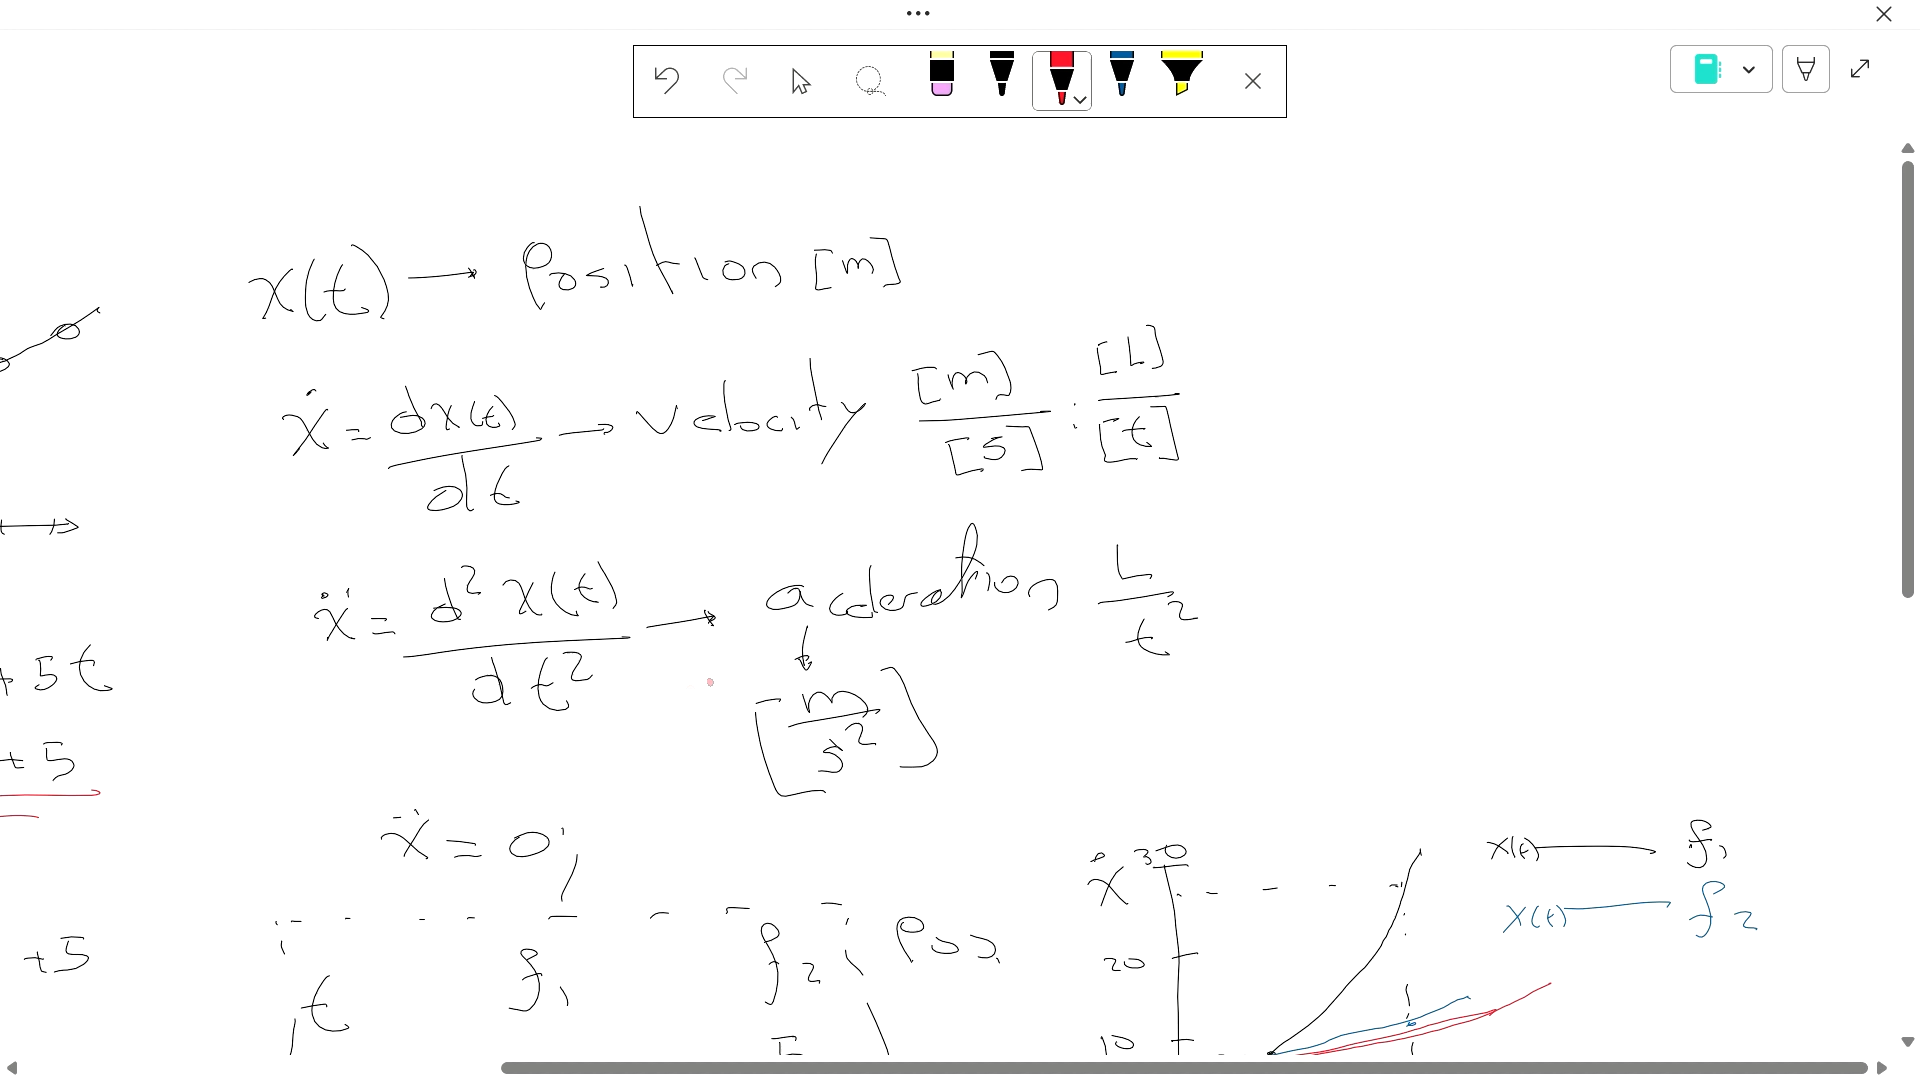 x(t) → Position [m]
ẋ = dx(t)/dt → velocity [m]/[s] : [L]/[t]
ẍ = d²x(t)/dt² → acceleration L/t²
[m/s²]
+ 5t
+ 5
ẍ = 0
ẋ 30
x(t) — f₁
x(t) — f₂
+5
t f₁ f₂ Pos
20
10